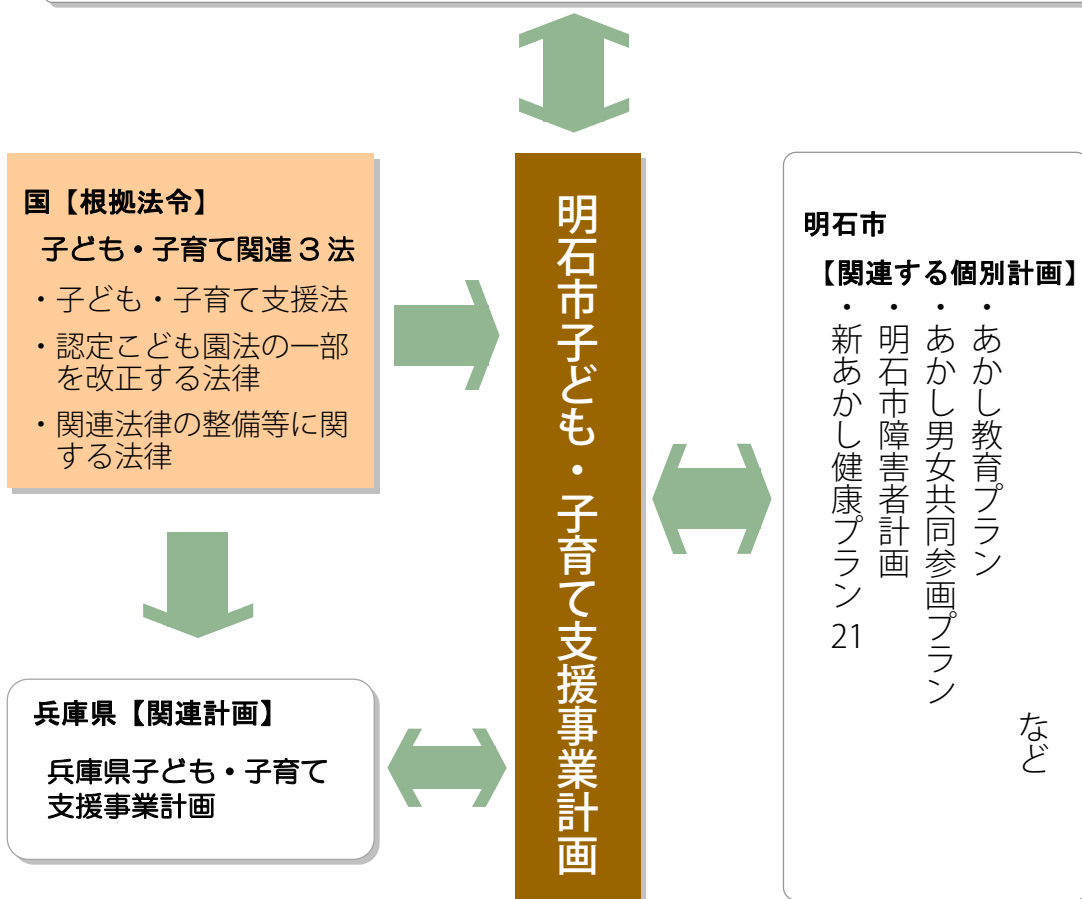 国【根拠法令】
子ども・子育て関連３法
・子ども・子育て支援法
・認定こども園法の一部
を改正する法律
・関連法律の整備等に関
する法律
兵庫県【関連計画】
兵庫県子ども・子育て
支援事業計画
明石市子ども・子育て支援事業計画
明石市
【関連する個別計画】
・あかし教育プラン
・あかし男女共同参画プラン
・明石市障害者計画
・新あかし健康プラン21
など